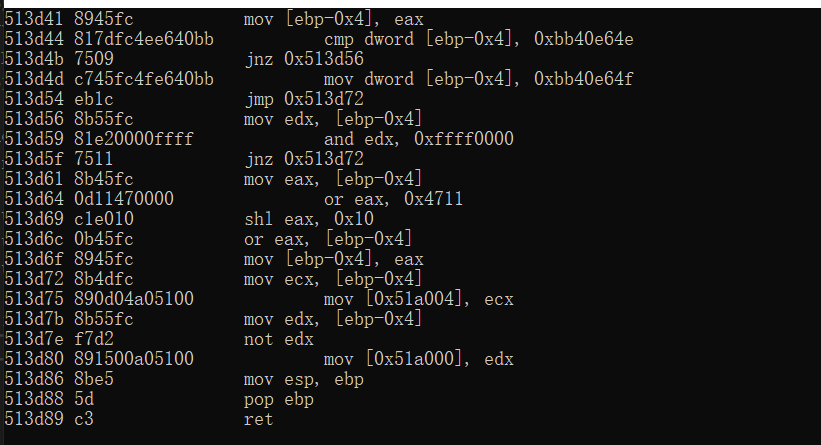 513d41 8945fc mov [ebp-0x4], eax
513d44 817dfc4ee640bb cmp dword [ebp-0x4], 0xbb40e64e
513d4b 7509 jnz 0x513d56
513d4d c745fc4fe640bb mov dword [ebp-0x4], 0xbb40e64f
513d54 eb1c jmp 0x513d72
513d56 8b55fc mov edx, [ebp-0x4]
513d59 81e20000ffff and edx, 0xffff0000
513d5f 7511 jnz 0x513d72
513d61 8b45fc mov eax, [ebp-0x4]
513d64 0d11470000 or eax, 0x4711
513d69 c1e010 shl eax, 0x10
513d6c 0b45fc or eax, [ebp-0x4]
513d6f 8945fc mov [ebp-0x4], eax
513d72 8b4dfc mov ecx, [ebp-0x4]
513d75 890d04a05100 mov [0x51a004], ecx
513d7b 8b55fc mov edx, [ebp-0x4]
513d7e f7d2 not edx
513d80 891500a05100 mov [0x51a000], edx
513d86 8be5 mov esp, ebp
513d88 5d pop ebp
513d89 c3 ret